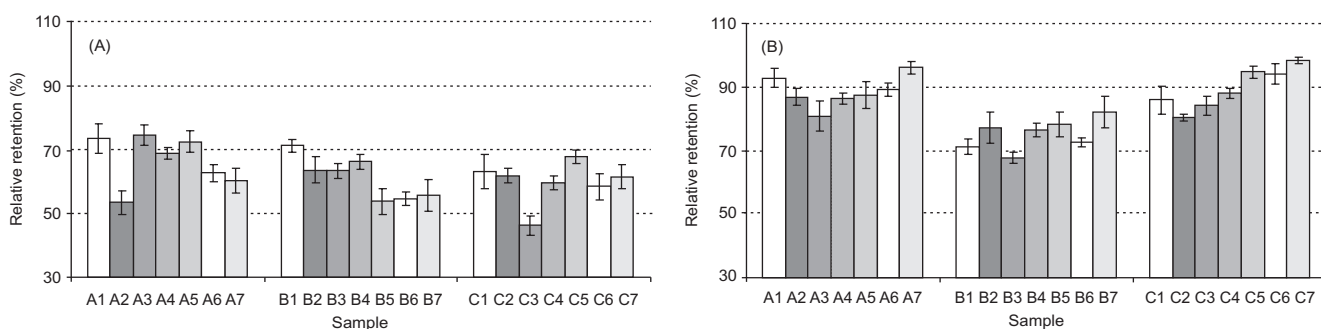 (A)
Relative retention (%)
110
90
70
50
30
A1 A2 A3 A4 A5 A6 A7 B1 B2 B3 B4 B5 B6 B7 C1 C2 C3 C4 C5 C6 C7
Sample
(B)
Relative retention (%)
110
90
70
50
30
A1 A2 A3 A4 A5 A6 A7 B1 B2 B3 B4 B5 B6 B7 C1 C2 C3 C4 C5 C6 C7
Sample